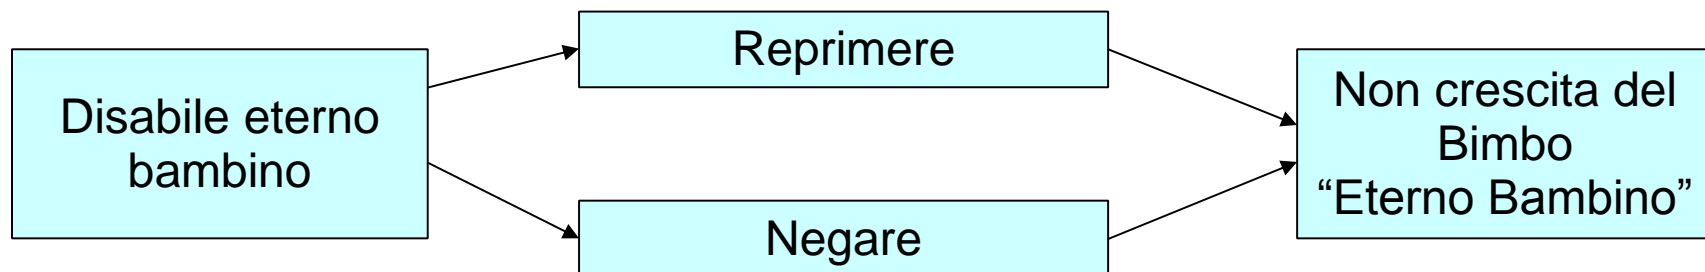 Disabile eterno
bambino
Reprimere
Negare
Non crescita del
Bimbo
“Eterno Bambino”